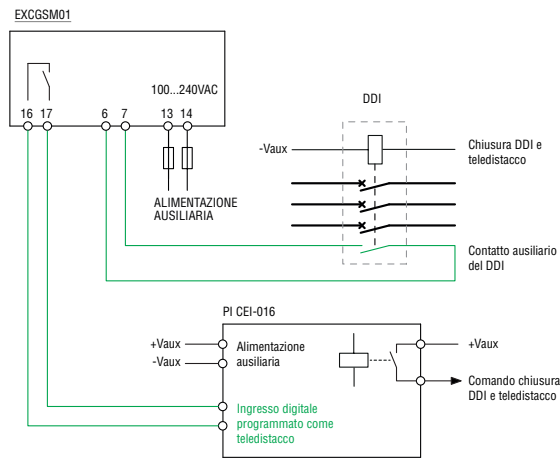 EXCGSM01
100...240VAC
16 17 6 7 13 14
ALIMENTAZIONE
AUSILIARIA
DDI
-Vaux
Chiusura DDI e
teledistacco
Contatto ausiliario
del DDI
PI CEI-016
+Vaux
-Vaux
Alimentazione
ausiliaria
Ingresso digitale
programmato come
teledistacco
+Vaux
Comando chiusura
DDI e teledistacco